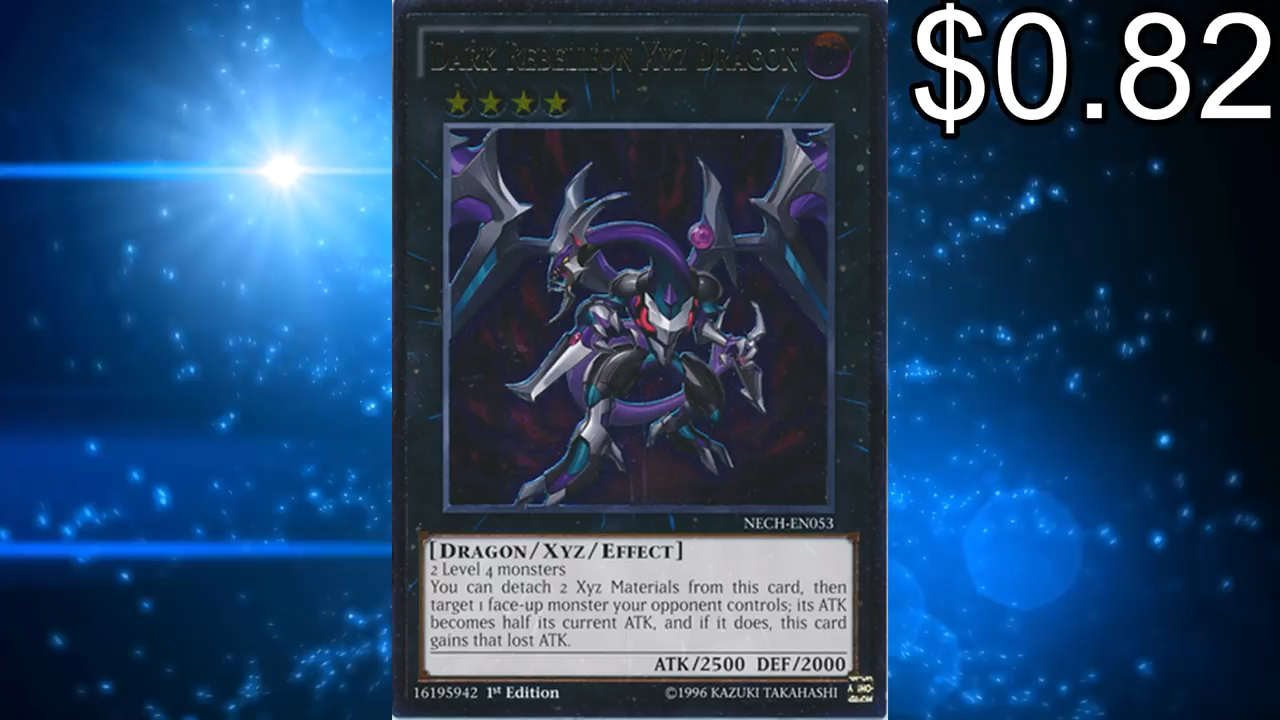 $0.82
DARK REBELLION XYZ DRAGON
NECH-EN053
[DRAGON/XYZ/EFFECT]
2 Level 4 monsters
You can detach 2 Xyz Materials from this card, then
target 1 face-up monster your opponent controls; its ATK
becomes half its current ATK, and if it does, this card
gains that lost ATK.
ATK/2500 DEF/2000
16195942 1st Edition ©1996 KAZUKI TAKAHASHI